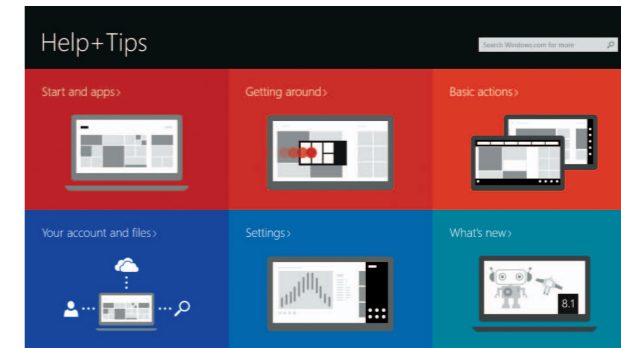 Help+Tips
Search Windows.com for more
Start and apps>
Getting around>
Basic actions>
Your account and files>
Settings>
What's new>
8.1